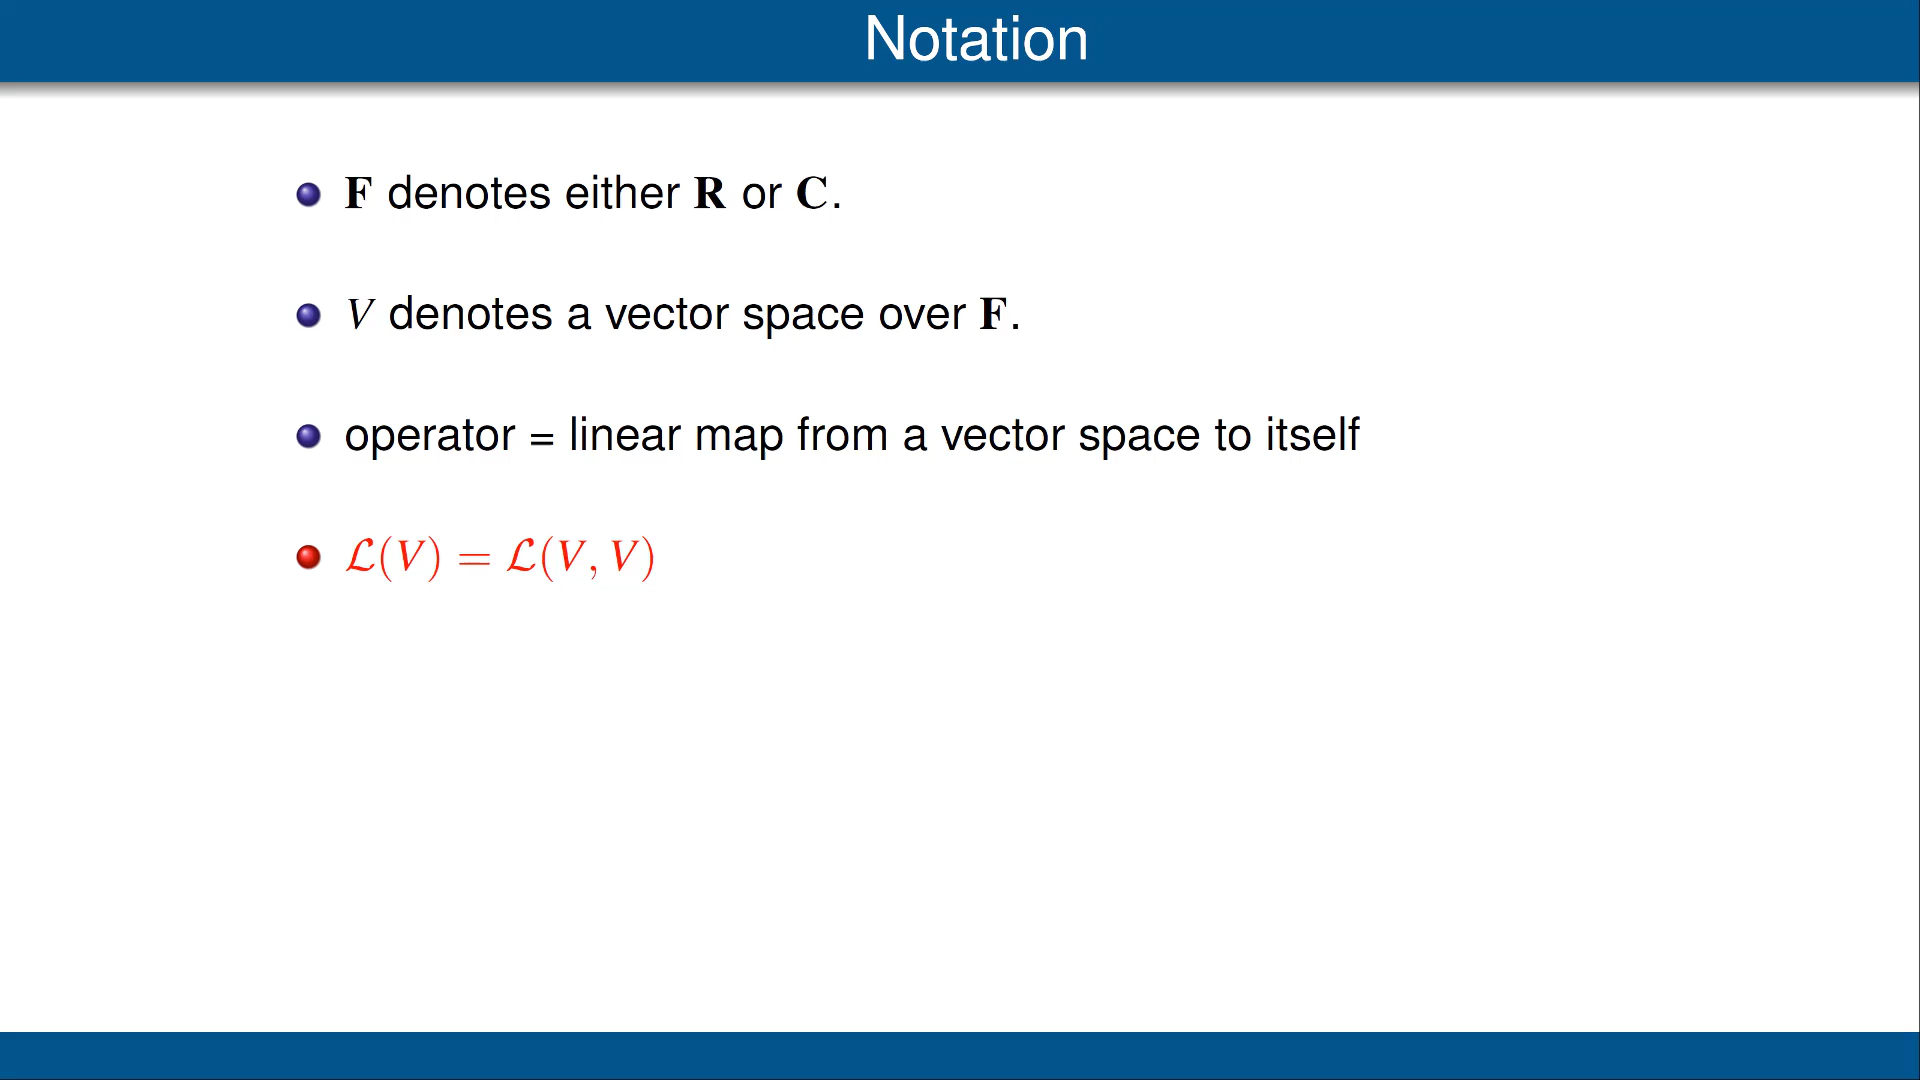 Notation
F denotes either R or C.
V denotes a vector space over F.
operator = linear map from a vector space to itself
ℒ(V) = ℒ(V, V)